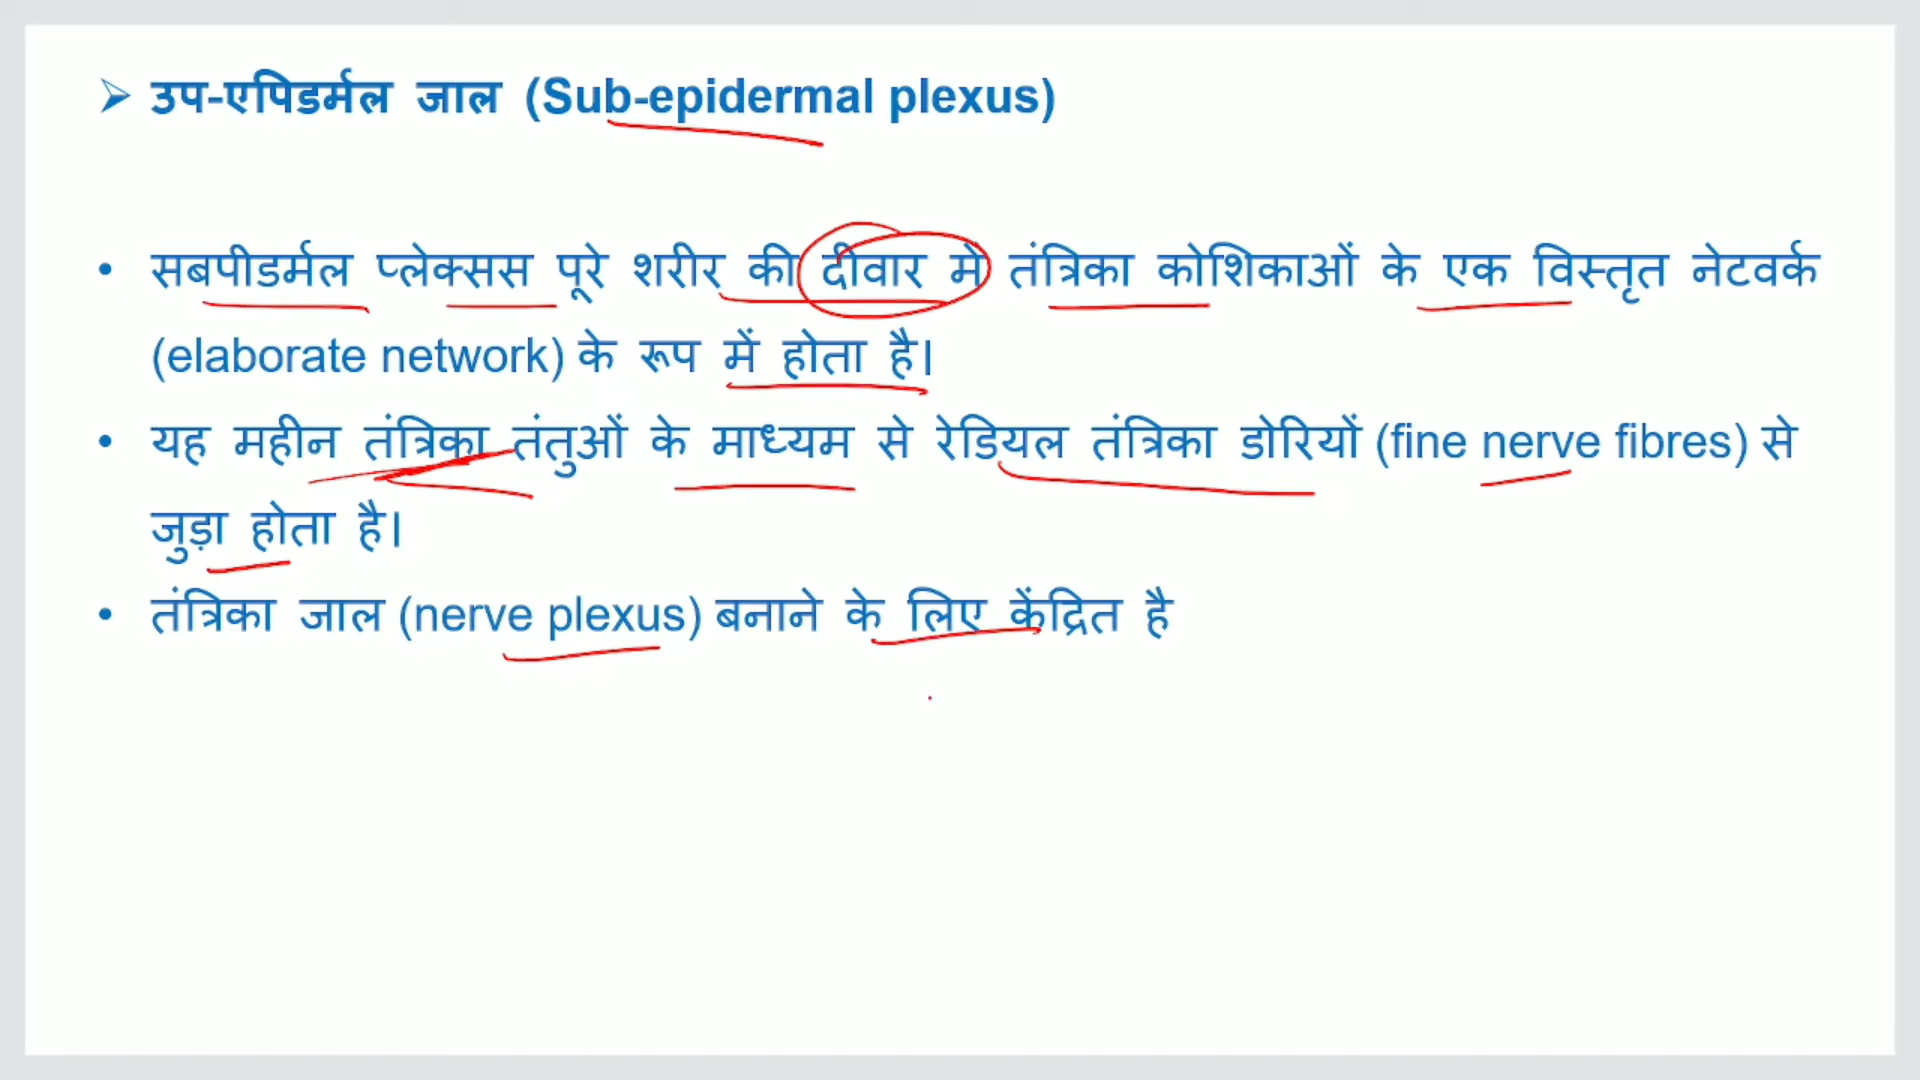 ➢ उप-एपिडर्मल जाल (Sub-epidermal plexus)
• सबपीडर्मल प्लेक्सस पूरे शरीर की दीवार में तंत्रिका कोशिकाओं के एक विस्तृत नेटवर्क
(elaborate network) के रूप में होता है।
• यह महीन तंत्रिका तंतुओं के माध्यम से रेडियल तंत्रिका डोरियों (fine nerve fibres) से
जुड़ा होता है।
• तंत्रिका जाल (nerve plexus) बनाने के लिए केंद्रित है